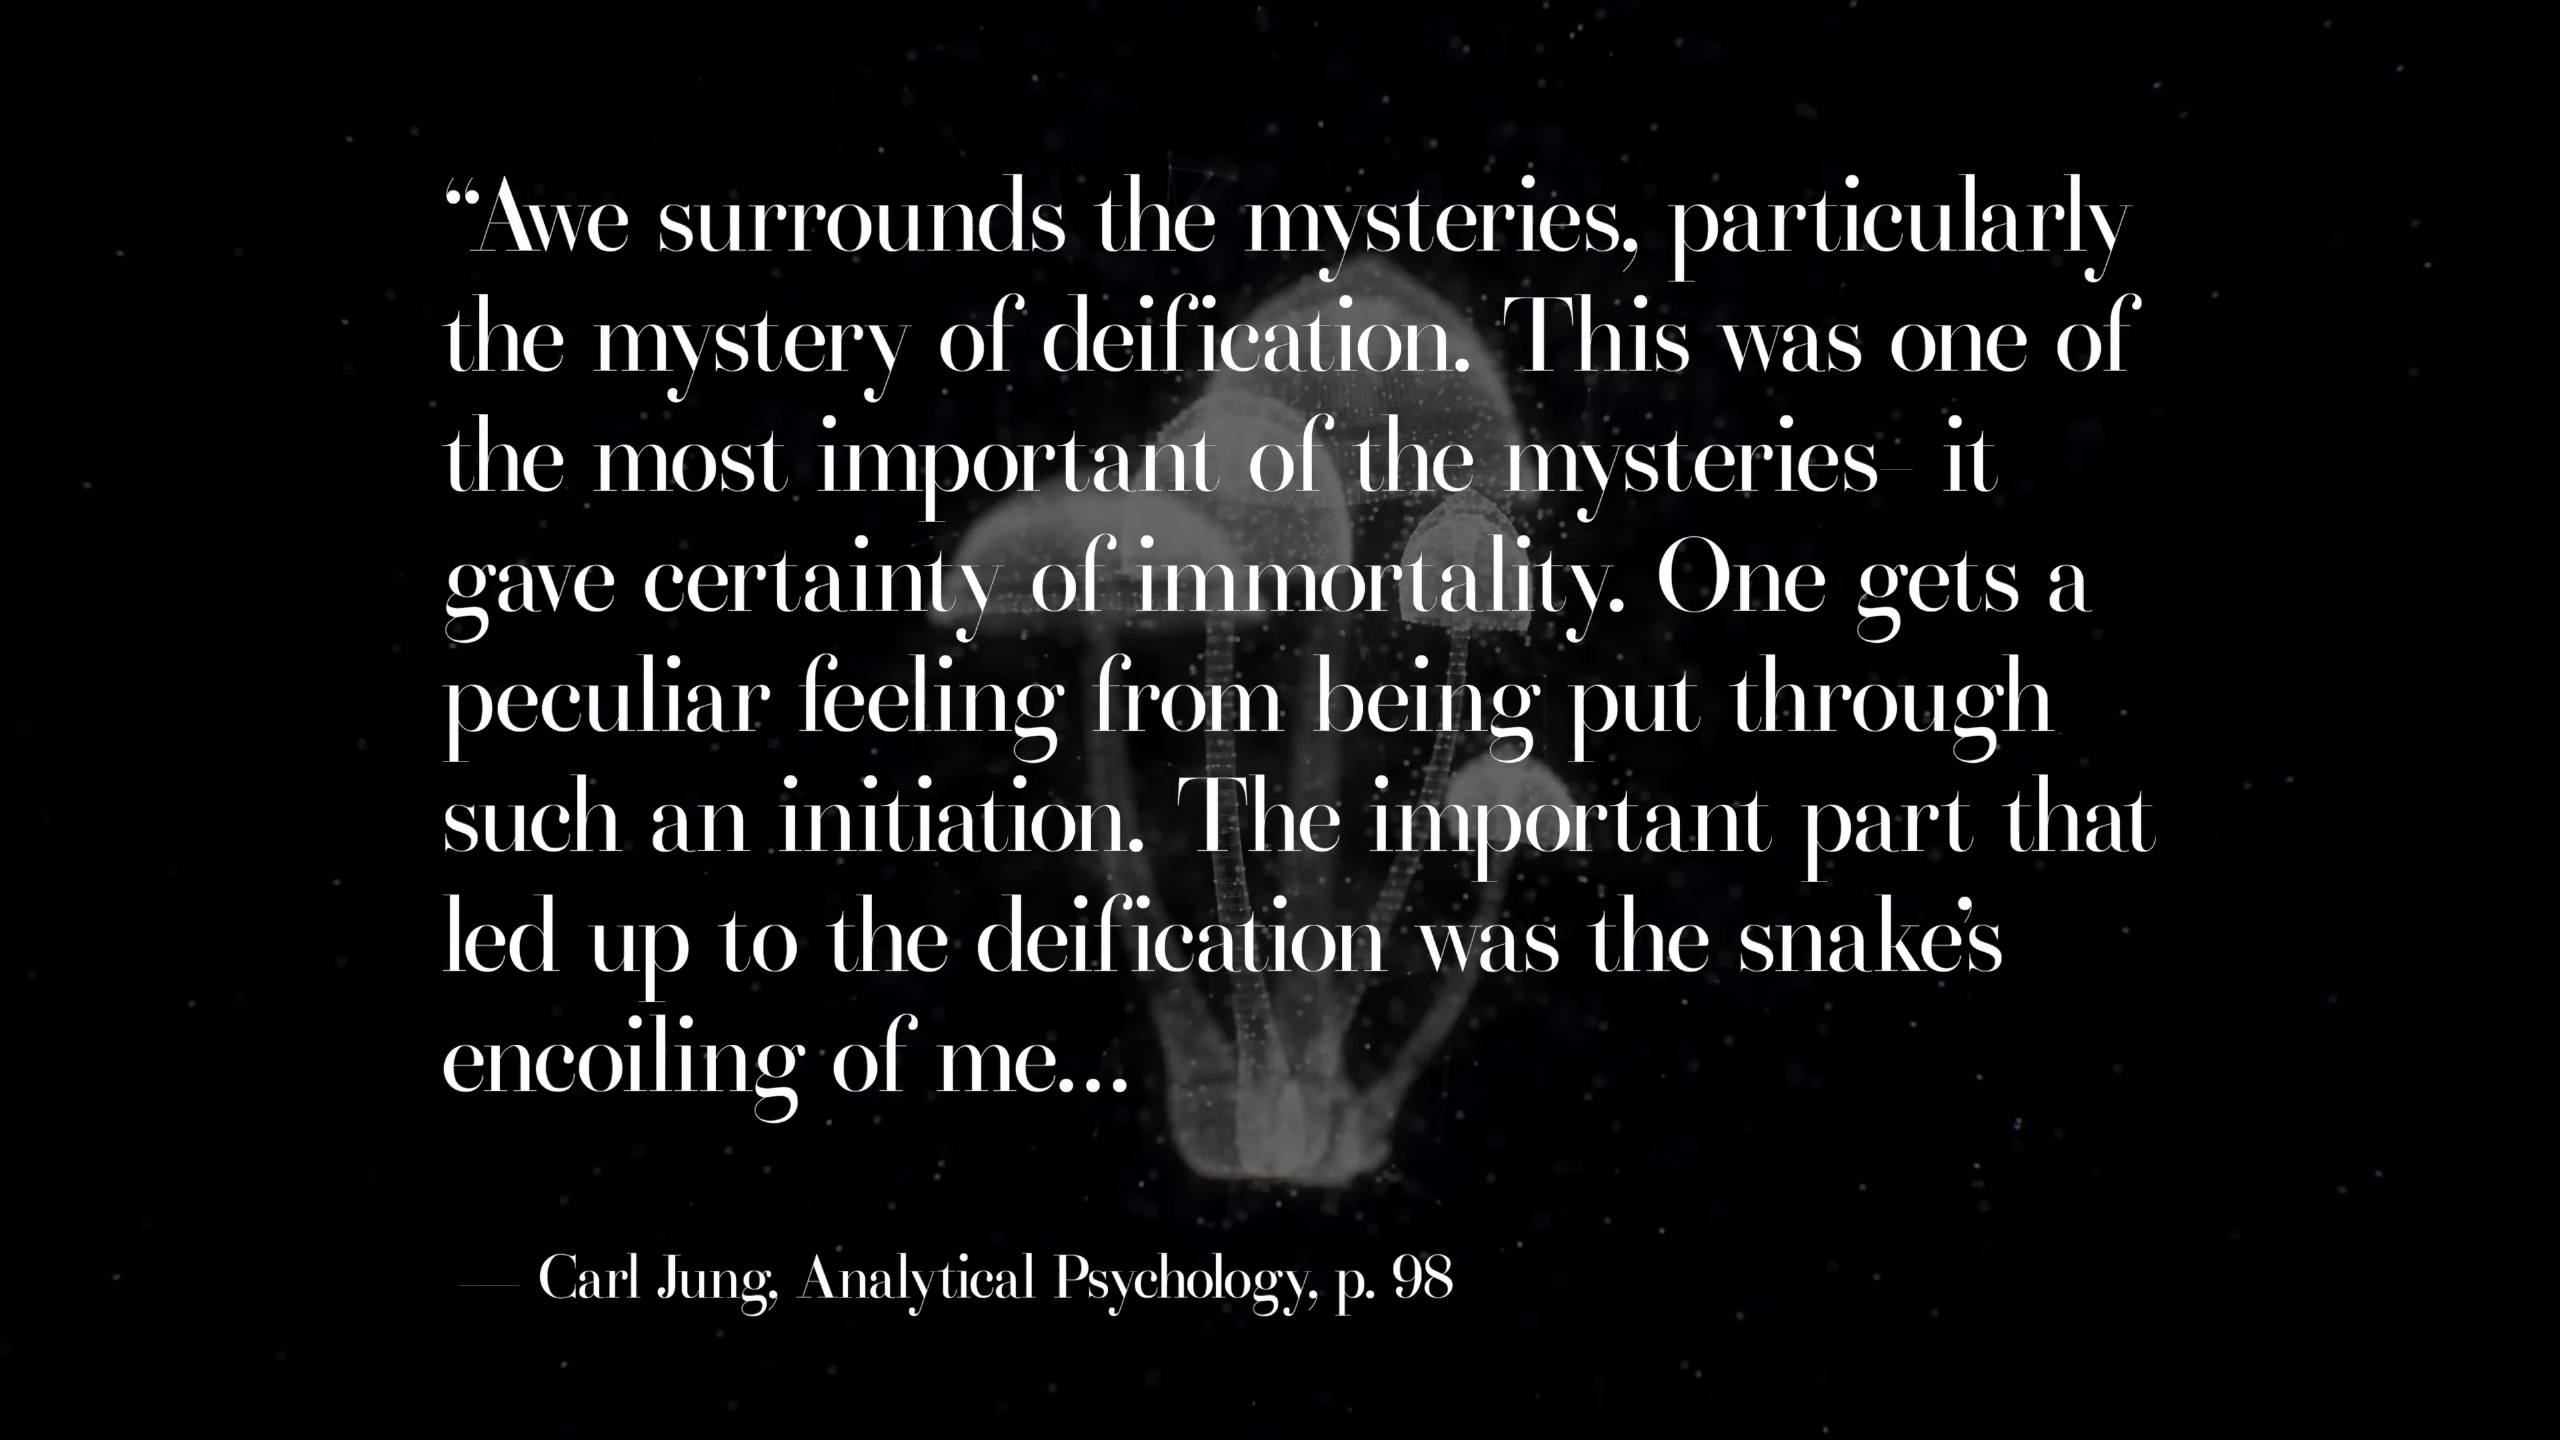 “Awe surrounds the mysteries, particularly
the mystery of deification. This was one of
the most important of the mysteries– it
gave certainty of immortality. One gets a
peculiar feeling from being put through
such an initiation. The important part that
led up to the deification was the snake’s
encoiling of me...
— Carl Jung, Analytical Psychology, p. 98